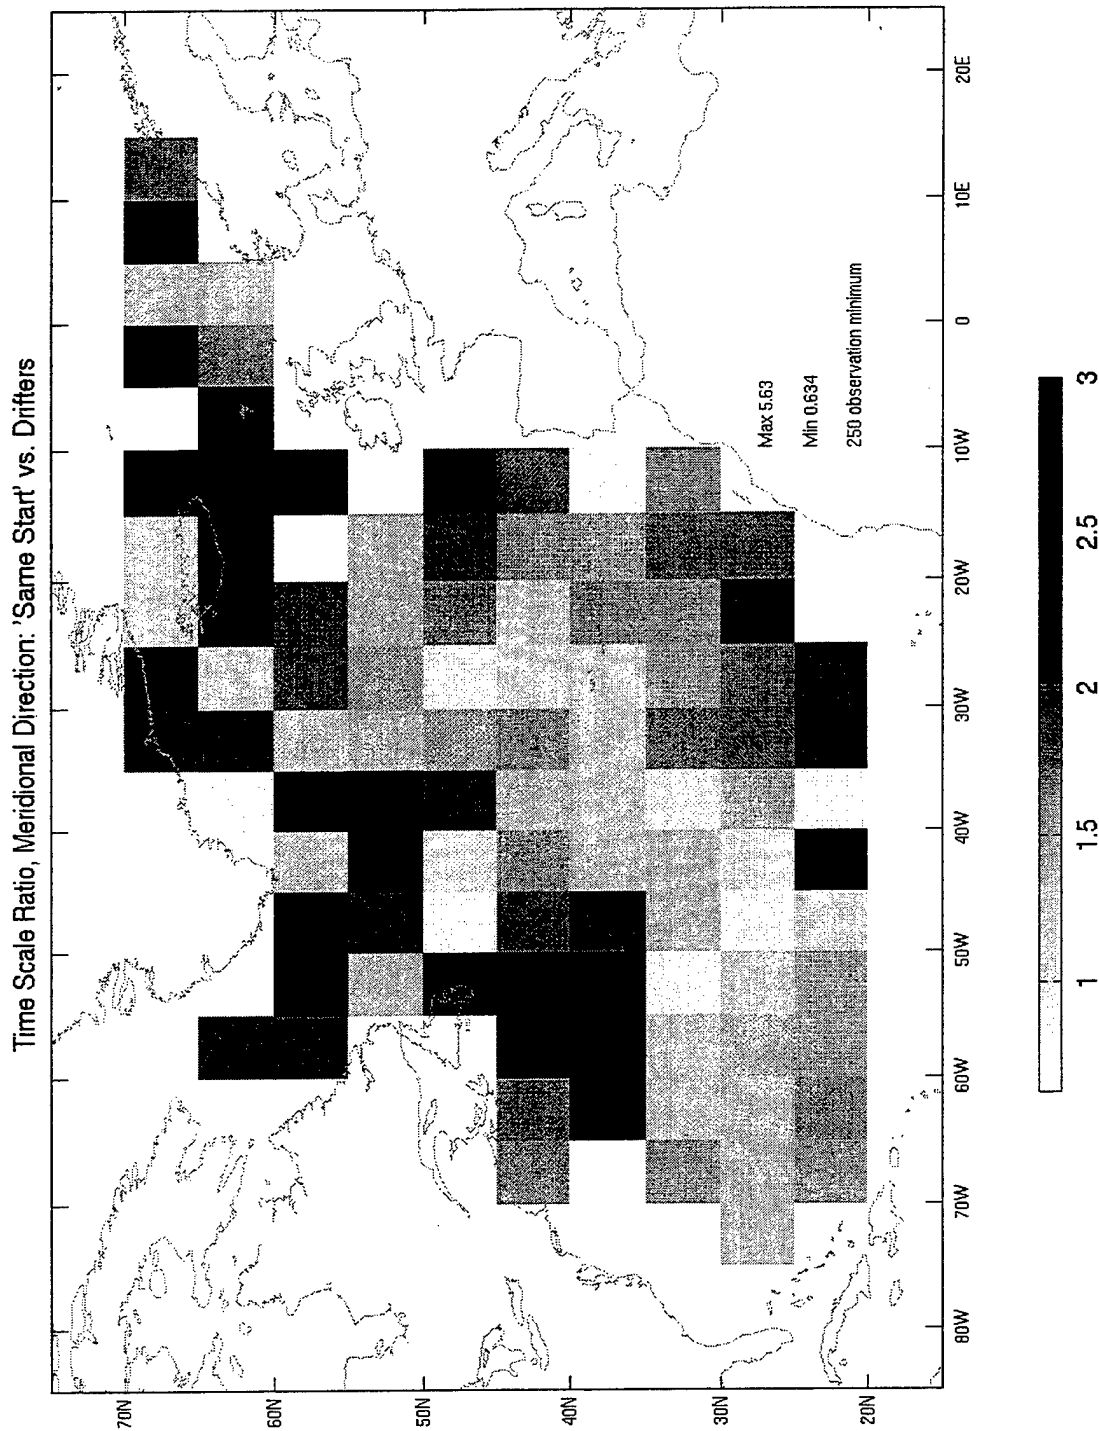 Time Scale Ratio, Meridional Direction: 'Same Start' vs. Drifters
70N
60N
50N
40N
30N
20N
80W
70W
60W
50W
40W
30W
20W
10W
0
10E
20E
Max 5.63
Min 0.634
250 observation minimum
1
1.5
2
2.5
3